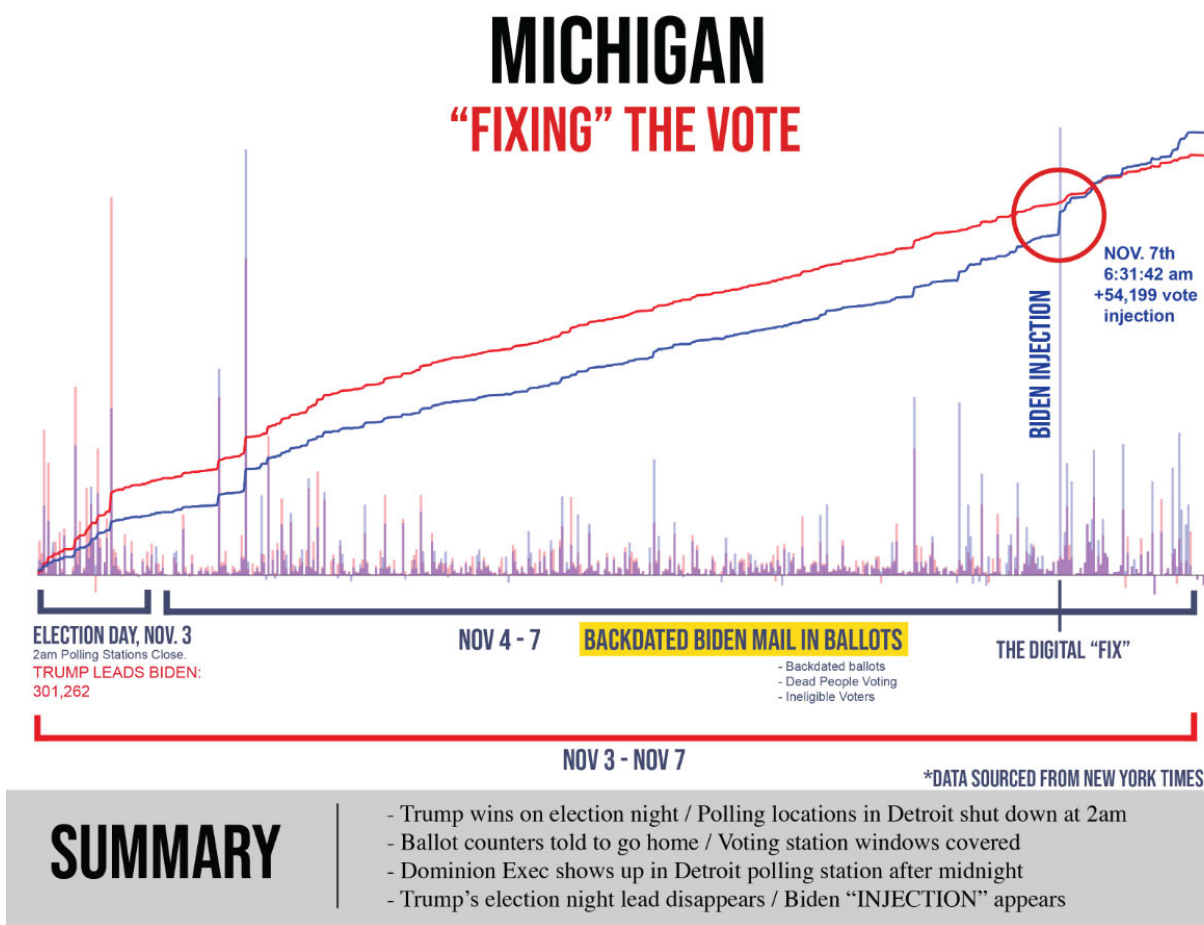 MICHIGAN
“FIXING” THE VOTE
NOV. 7th
6:31:42 am
+54,199 vote
injection
BIDEN INJECTION
ELECTION DAY, NOV. 3
2am Polling Stations Close.
TRUMP LEADS BIDEN:
301,262
NOV 4 - 7
BACKDATED BIDEN MAIL IN BALLOTS
- Backdated ballots
- Dead People Voting
- Ineligible Voters
THE DIGITAL “FIX”
NOV 3 - NOV 7
*DATA SOURCED FROM NEW YORK TIMES
SUMMARY
- Trump wins on election night / Polling locations in Detroit shut down at 2am
- Ballot counters told to go home / Voting station windows covered
- Dominion Exec shows up in Detroit polling station after midnight
- Trump’s election night lead disappears / Biden “INJECTION” appears